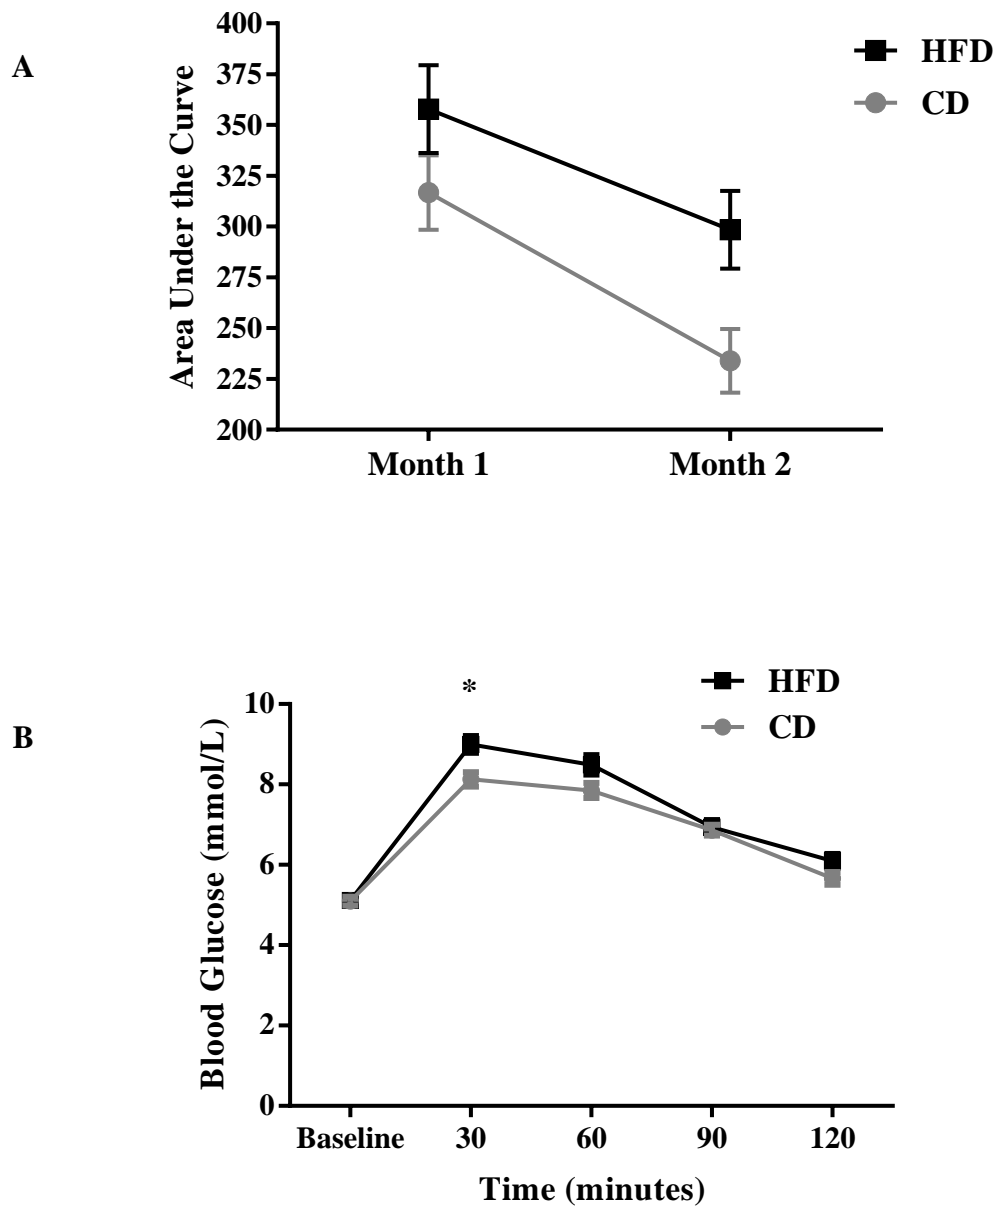 A
Area Under the Curve
400
375
350
325
300
275
250
225
200
Month 1
Month 2
HFD
CD
B
Blood Glucose (mmol/L)
10
8
6
4
2
0
*
HFD
CD
Baseline
30
60
90
120
Time (minutes)